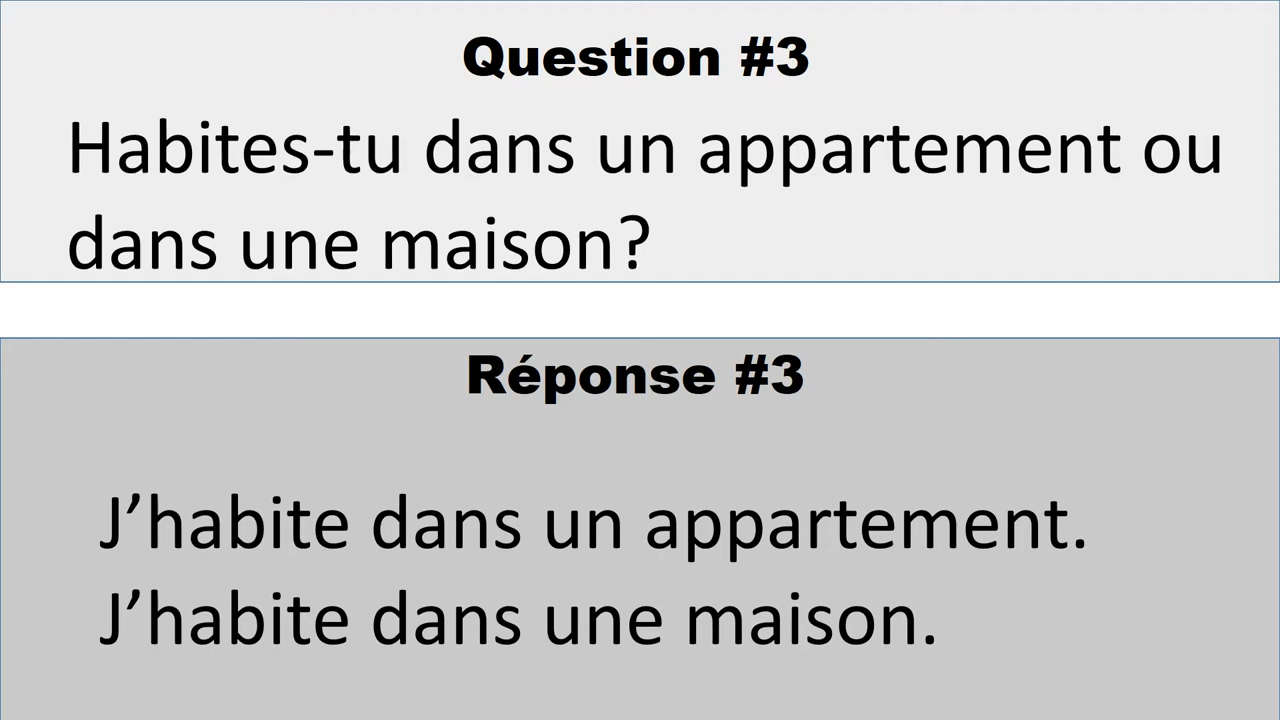 Question #3
Habites-tu dans un appartement ou
dans une maison?
Réponse #3
J’habite dans un appartement.
J’habite dans une maison.